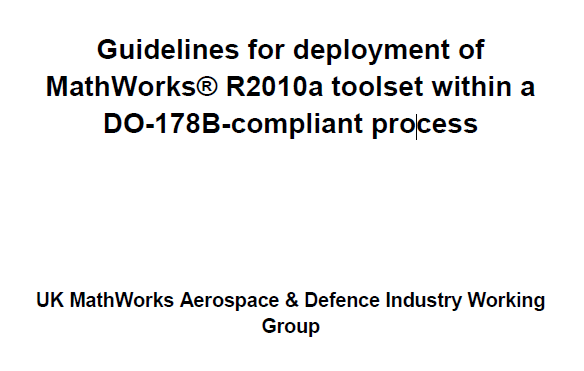 Guidelines for deployment of
MathWorks® R2010a toolset within a
DO-178B-compliant process
UK MathWorks Aerospace & Defence Industry Working
Group